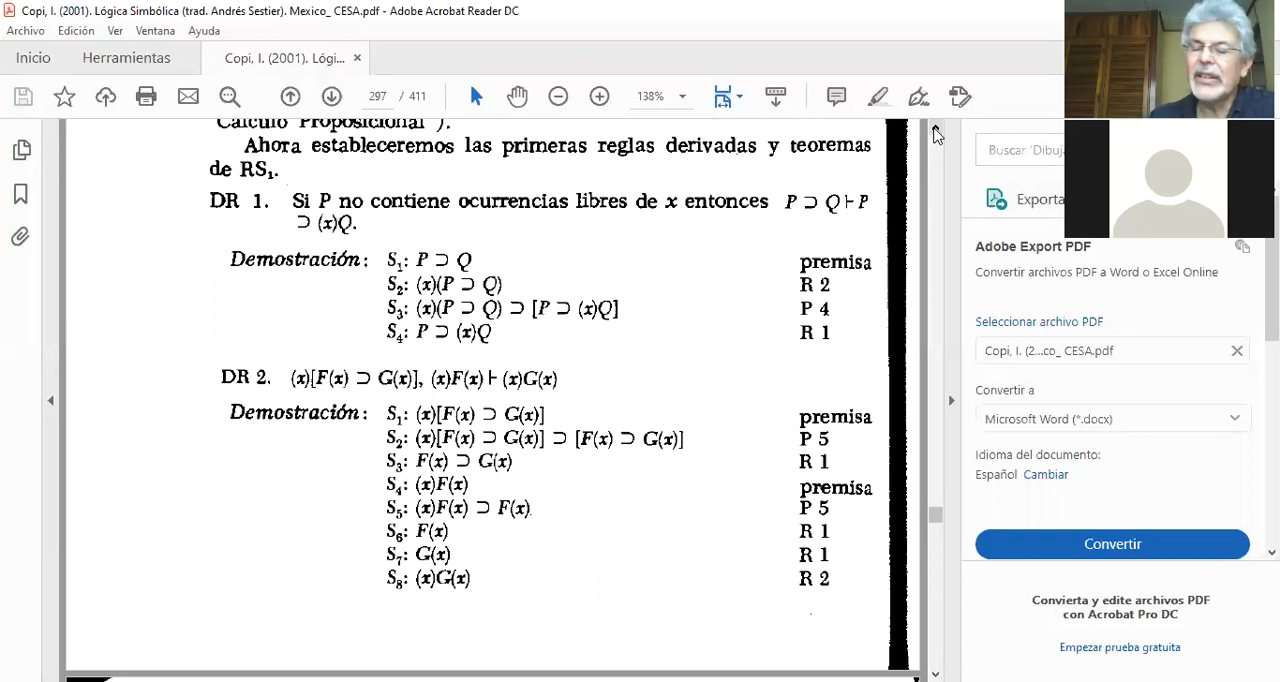 Copi, I. (2001). Lógica Simbólica (trad. Andrés Sestier). Mexico_ CESA.pdf - Adobe Acrobat Reader DC
Archivo Edición Ver Ventana Ayuda
Inicio Herramientas Copi, I. (2001). Lógi... ×
297 / 411 138%
Cálculo Proposicional").
Ahora estableceremos las primeras reglas derivadas y teoremas
de RS₁.
DR 1. Si P no contiene ocurrencias libres de x entonces P ⊃ Q ⊢ P
⊃ (x)Q.
Demostración: S₁: P ⊃ Q premisa
S₂: (x)(P ⊃ Q) R 2
S₃: (x)(P ⊃ Q) ⊃ [P ⊃ (x)Q] P 4
S₄: P ⊃ (x)Q R 1
DR 2. (x)[F(x) ⊃ G(x)], (x)F(x) ⊢ (x)G(x)
Demostración: S₁: (x)[F(x) ⊃ G(x)] premisa
S₂: (x)[F(x) ⊃ G(x)] ⊃ [F(x) ⊃ G(x)] P 5
S₃: F(x) ⊃ G(x) R 1
S₄: (x)F(x) premisa
S₅: (x)F(x) ⊃ F(x) P 5
S₆: F(x) R 1
S₇: G(x) R 1
S₈: (x)G(x) R 2
Buscar 'Dibuj
Exporta
Adobe Export PDF
Convertir archivos PDF a Word o Excel Online
Seleccionar archivo PDF
Copi, I. (2...co_ CESA.pdf
Convertir a
Microsoft Word (*.docx)
Idioma del documento:
Español Cambiar
Convertir
Convierta y edite archivos PDF
con Acrobat Pro DC
Empezar prueba gratuita